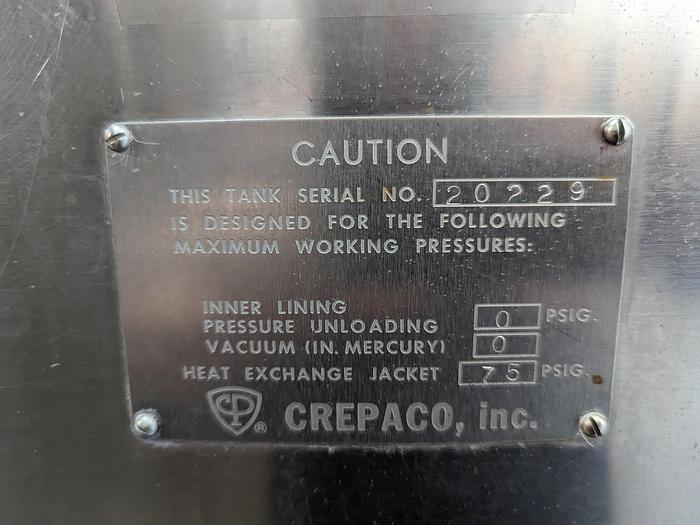 CAUTION
THIS TANK SERIAL NO. 20229
IS DESIGNED FOR THE FOLLOWING
MAXIMUM WORKING PRESSURES:
INNER LINING
PRESSURE UNLOADING 0 PSIG.
VACUUM (IN. MERCURY) 0
HEAT EXCHANGE JACKET 75 PSIG.
CP ® CREPACO, inc.